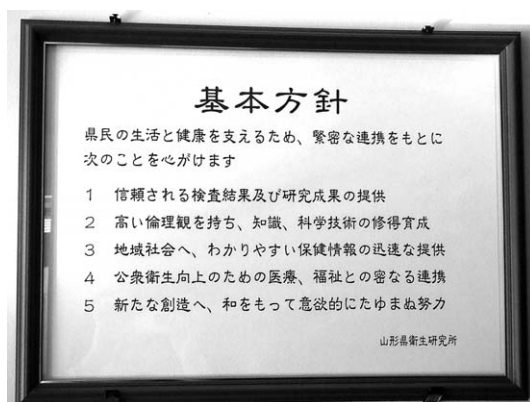 基本方針
県民の生活と健康を支えるため、緊密な連携をもとに
次のことを心がけます
1 信頼される検査結果及び研究成果の提供
2 高い倫理観を持ち、知識、科学技術の修得育成
3 地域社会へ、わかりやすい保健情報の迅速な提供
4 公衆衛生向上のための医療、福祉との密なる連携
5 新たな創造へ、和をもって意欲的にたゆまぬ努力
山形県衛生研究所